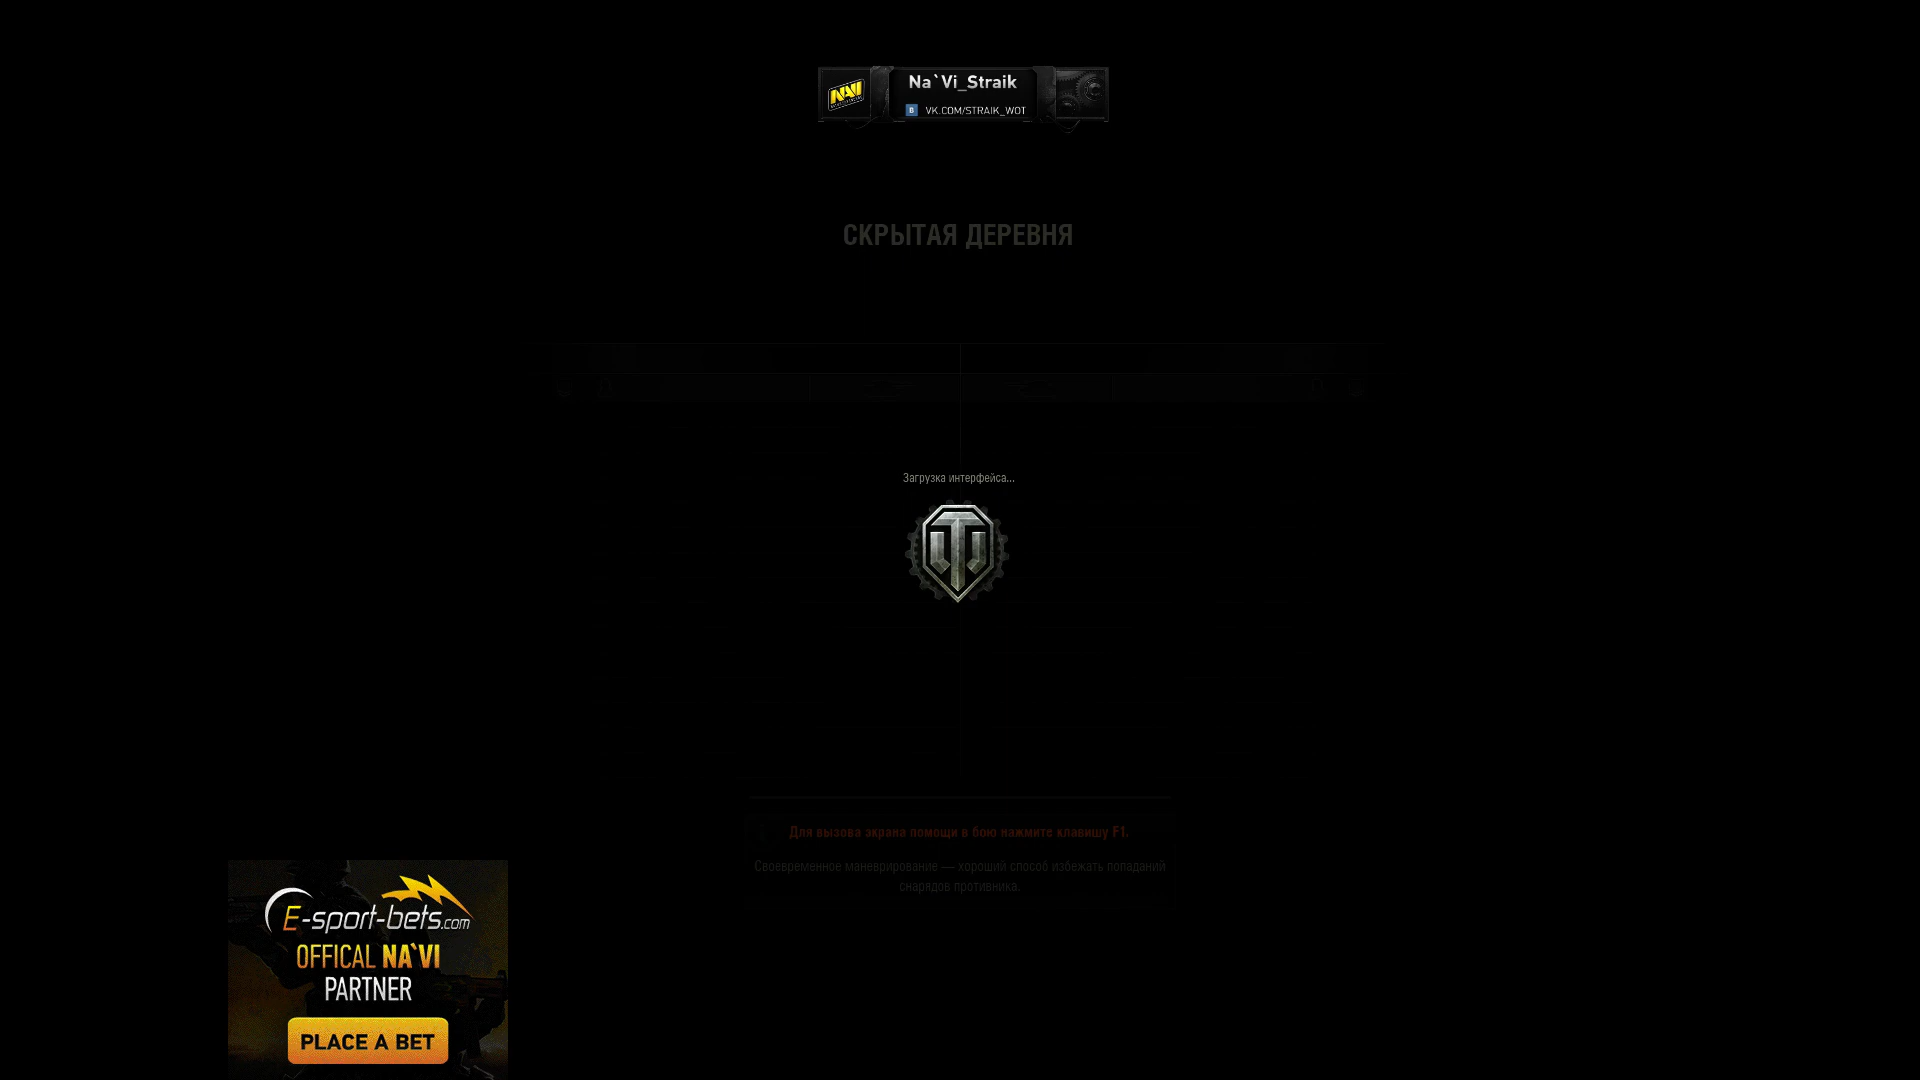 Na`Vi_Straik
NAVI
B
VK.COM/STRAIK_WOT
СКРЫТАЯ ДЕРЕВНЯ
Загрузка интерфейса...
Для вызова экрана помощи в бою нажмите клавишу F1.
Своевременное маневрирование — хороший способ избежать попаданий
снарядов противника.
E-sport-bets.com
OFFICAL NA`VI
PARTNER
PLACE A BET